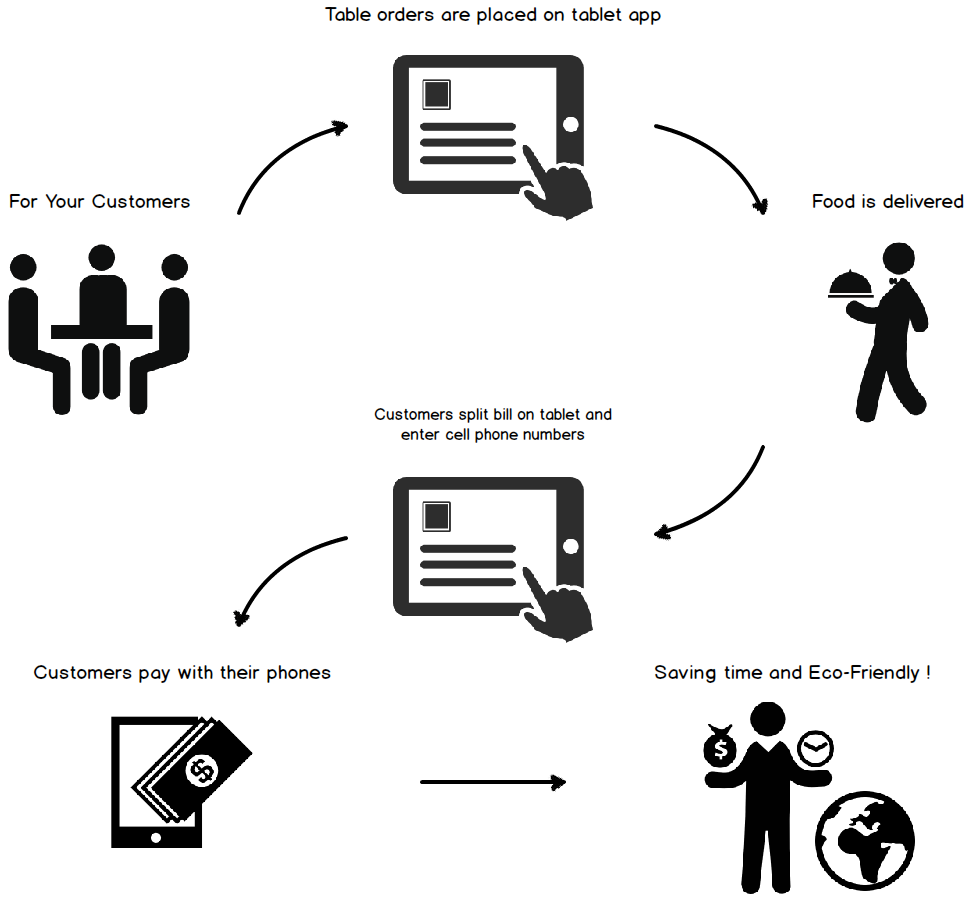 Table orders are placed on tablet app
For Your Customers
Food is delivered
Customers split bill on tablet and
enter cell phone numbers
Customers pay with their phones
Saving time and Eco-Friendly !
$
$